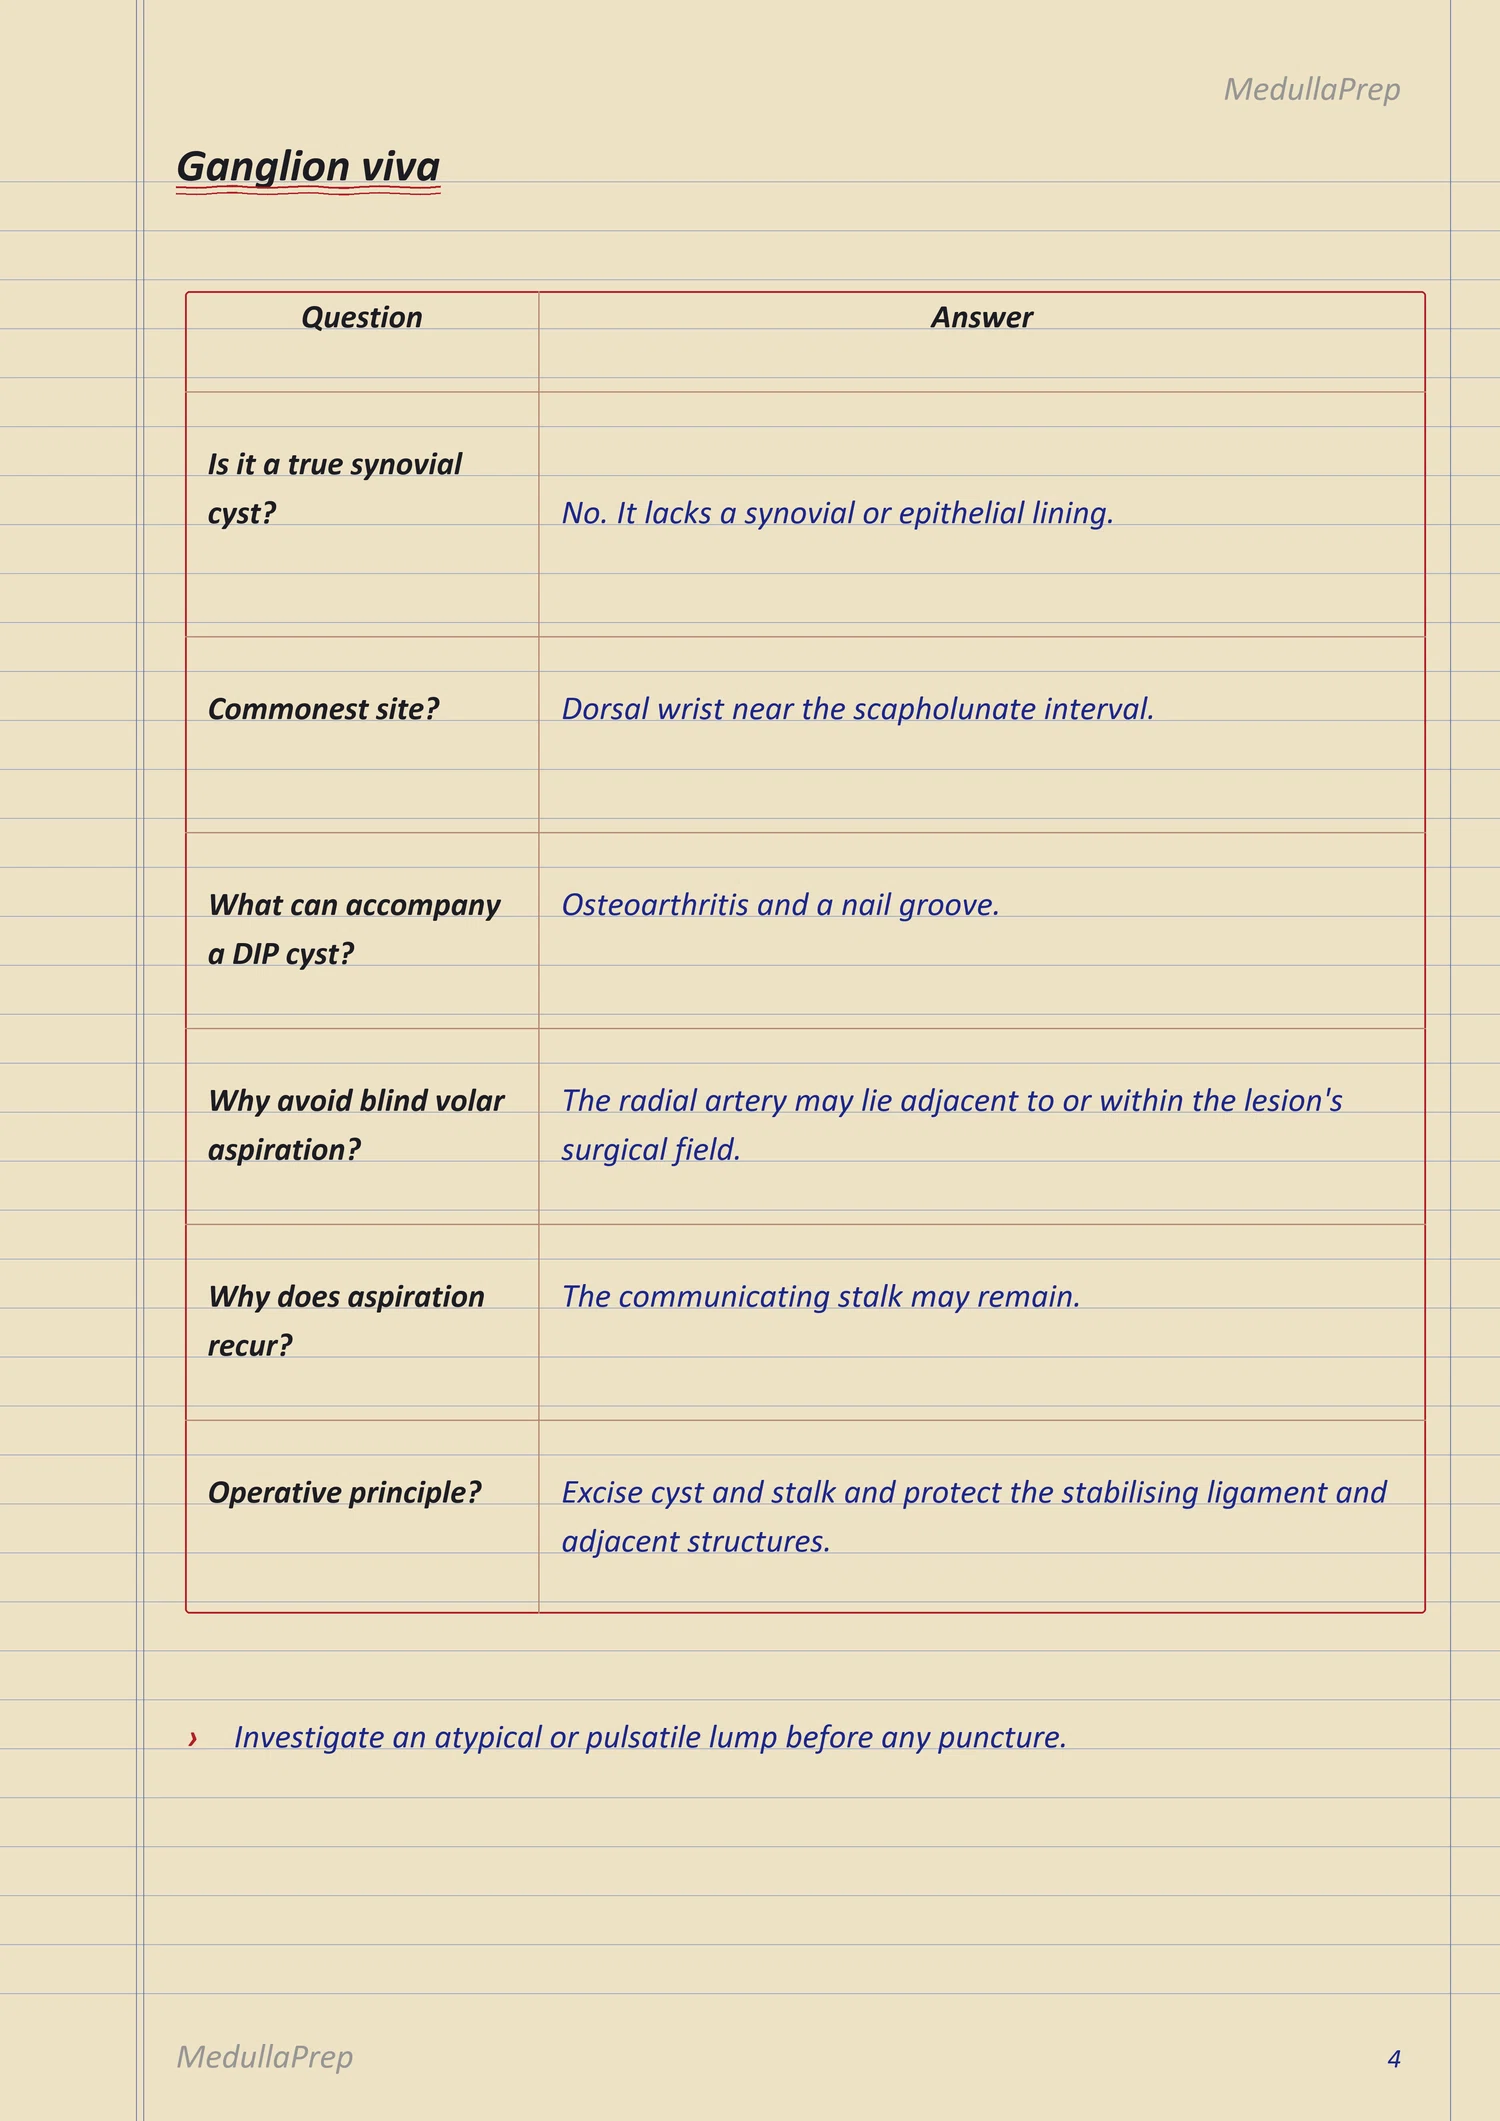 MedullaPrep
Ganglion viva
Question Answer
Is it a true synovial
cyst? No. It lacks a synovial or epithelial lining.
Commonest site? Dorsal wrist near the scapholunate interval.
What can accompany Osteoarthritis and a nail groove.
a DIP cyst?
Why avoid blind volar The radial artery may lie adjacent to or within the lesion's
aspiration? surgical field.
Why does aspiration The communicating stalk may remain.
recur?
Operative principle? Excise cyst and stalk and protect the stabilising ligament and
adjacent structures.
› Investigate an atypical or pulsatile lump before any puncture.
MedullaPrep 4